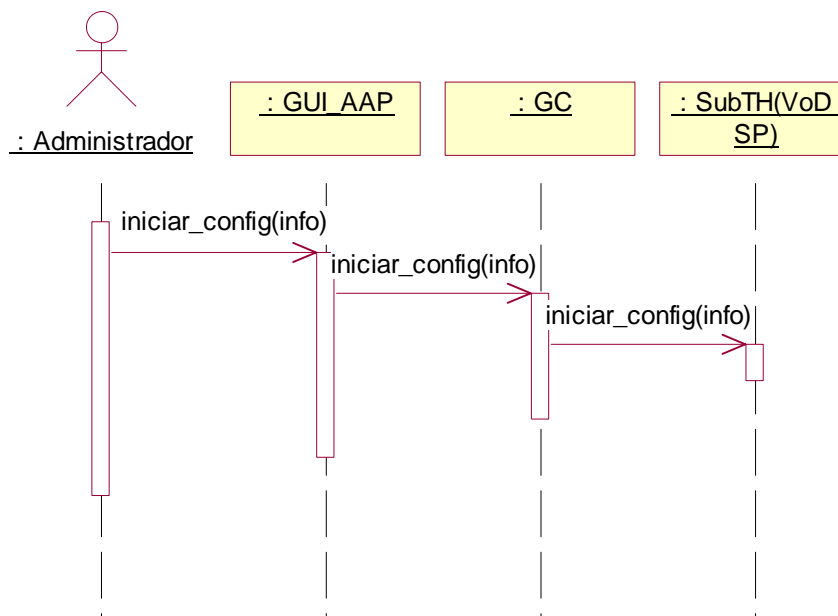 : GUI_AAP
: GC
: SubTH(VoD
SP)
: Administrador
iniciar_config(info)
iniciar_config(info)
iniciar_config(info)